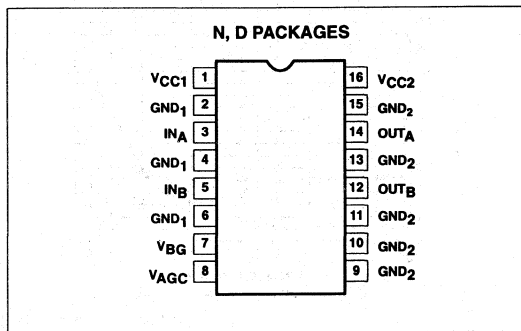 N, D PACKAGES
VCC1 1 16 VCC2
GND1 2 15 GND2
INA 3 14 OUTA
GND1 4 13 GND2
INB 5 12 OUTB
GND1 6 11 GND2
VBG 7 10 GND2
VAGC 8 9 GND2